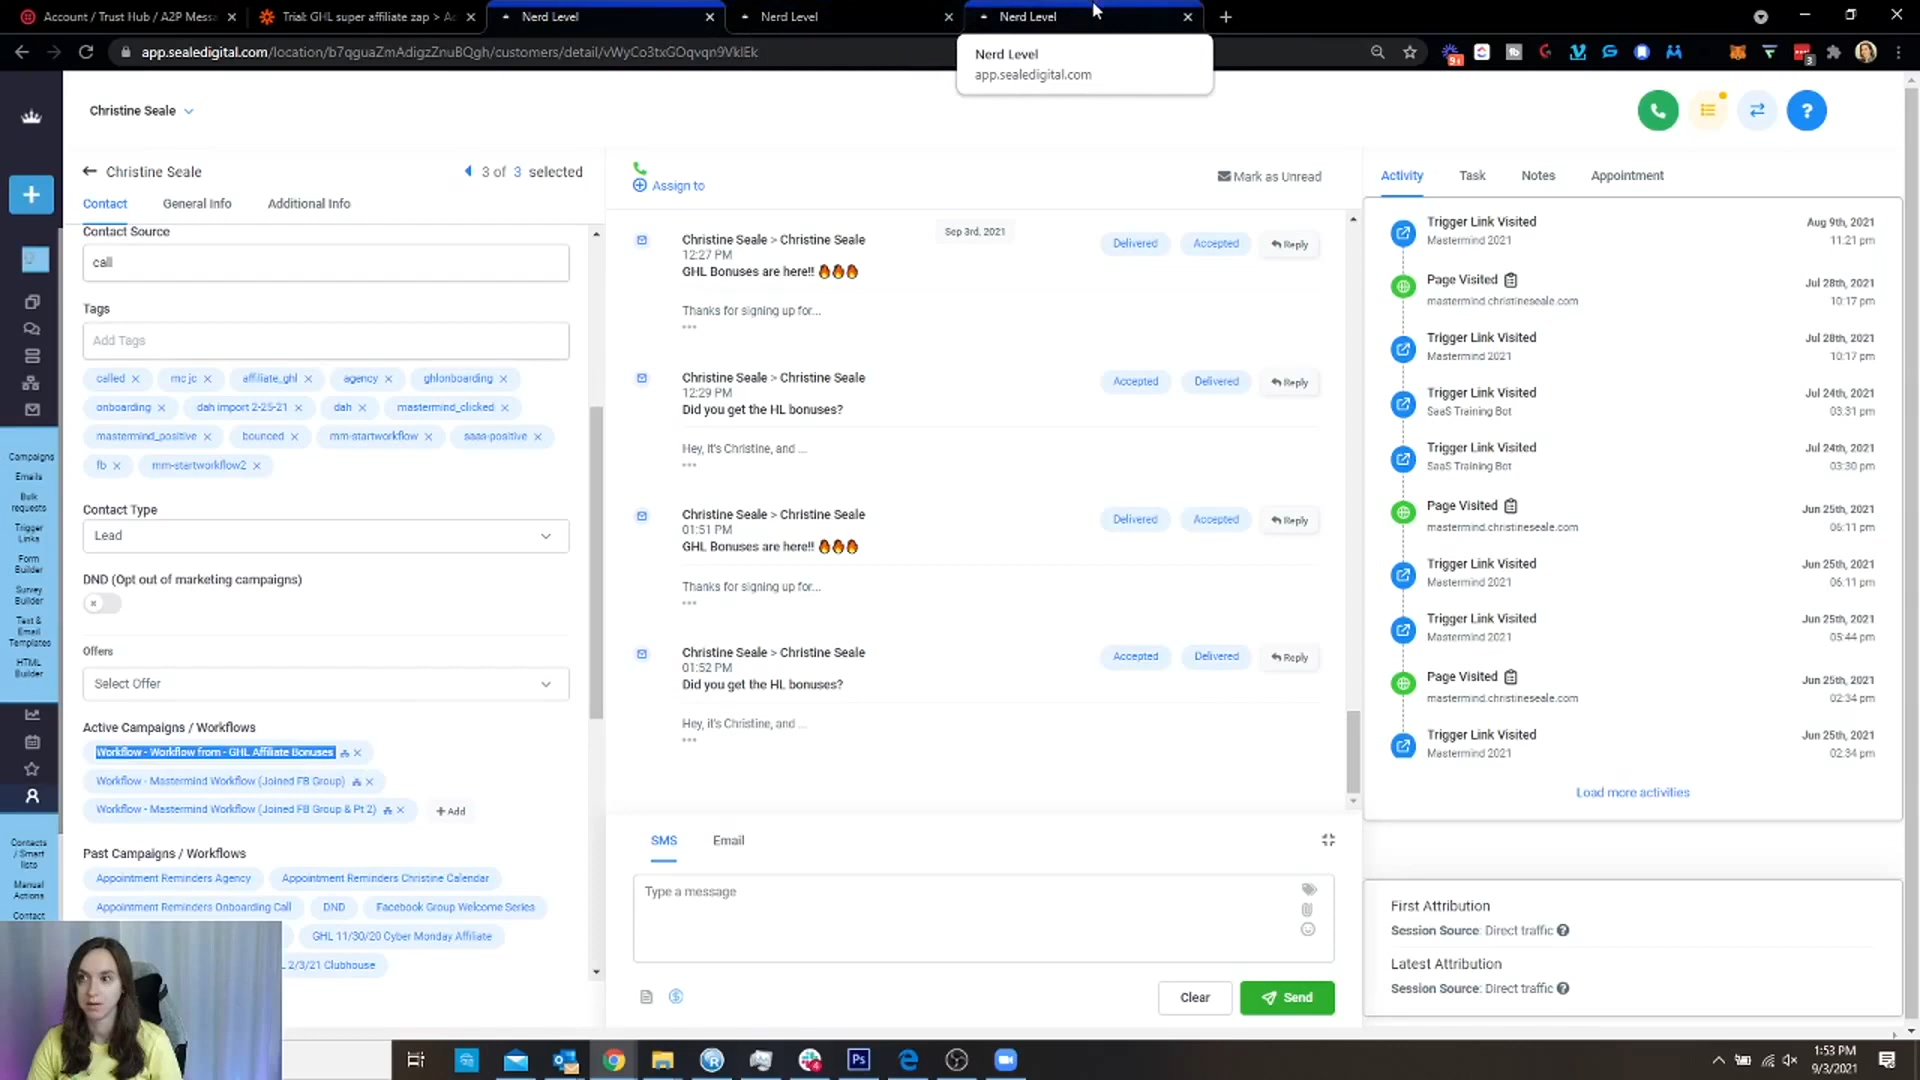 Account / Trust Hub / A2P Messa
Trial: GHL super affiliate zap > Ac
Nerd Level
Nerd Level
Nerd Level
app.sealedigital.com/location/b7qguaZmAdigzZnuBQgh/customers/detail/vWyCo3txGOqvqn9VklEk
Nerd Level
app.sealedigital.com
9+
3
Christine Seale
Christine Seale
3 of 3 selected
Contact
General Info
Additional Info
Contact Source
call
Tags
Add Tags
called
mc jc
affiliate_ghl
agency
ghlonboarding
onboarding
dah import 2-25-21
dah
mastermind_clicked
mastermind_positive
bounced
mm-startworkflow
saas-positive
fb
mm-startworkflow2
Contact Type
Lead
DND (Opt out of marketing campaigns)
Offers
Select Offer
Active Campaigns / Workflows
Workflow - Workflow from - GHL Affiliate Bonuses
Workflow - Mastermind Workflow (Joined FB Group)
Workflow - Mastermind Workflow (Joined FB Group & Pt 2)
+ Add
Past Campaigns / Workflows
Appointment Reminders Agency
Appointment Reminders Christine Calendar
Appointment Reminders Onboarding Call
DND
Facebook Group Welcome Series
GHL 11/30/20 Cyber Monday Affiliate
2/3/21 Clubhouse
Campaigns
Emails
Bulk
requests
Trigger
Links
Form
Builder
Survey
Builder
Text &
Email
Templates
HTML
Builder
Contacts
/ Smart
lists
Manual
Actions
Contact
Assign to
Mark as Unread
Sep 3rd, 2021
Christine Seale > Christine Seale
12:27 PM
GHL Bonuses are here!! 🔥🔥🔥
Delivered
Accepted
Reply
Thanks for signing up for...
•••
Christine Seale > Christine Seale
12:29 PM
Did you get the HL bonuses?
Accepted
Delivered
Reply
Hey, it's Christine, and ...
•••
Christine Seale > Christine Seale
01:51 PM
GHL Bonuses are here!! 🔥🔥🔥
Delivered
Accepted
Reply
Thanks for signing up for...
•••
Christine Seale > Christine Seale
01:52 PM
Did you get the HL bonuses?
Accepted
Delivered
Reply
Hey, it's Christine, and ...
•••
SMS
Email
Type a message
Clear
Send
Activity
Task
Notes
Appointment
Trigger Link Visited
Mastermind 2021
Aug 9th, 2021
11:21 pm
Page Visited
mastermind.christineseale.com
Jul 28th, 2021
10:17 pm
Trigger Link Visited
Mastermind 2021
Jul 28th, 2021
10:17 pm
Trigger Link Visited
SaaS Training Bot
Jul 24th, 2021
03:31 pm
Trigger Link Visited
SaaS Training Bot
Jul 24th, 2021
03:30 pm
Page Visited
mastermind.christineseale.com
Jun 25th, 2021
06:11 pm
Trigger Link Visited
Mastermind 2021
Jun 25th, 2021
06:11 pm
Trigger Link Visited
Mastermind 2021
Jun 25th, 2021
05:44 pm
Page Visited
mastermind.christineseale.com
Jun 25th, 2021
02:34 pm
Trigger Link Visited
Mastermind 2021
Jun 25th, 2021
02:34 pm
Load more activities
First Attribution
Session Source: Direct traffic
Latest Attribution
Session Source: Direct traffic
1:53 PM
9/3/2021